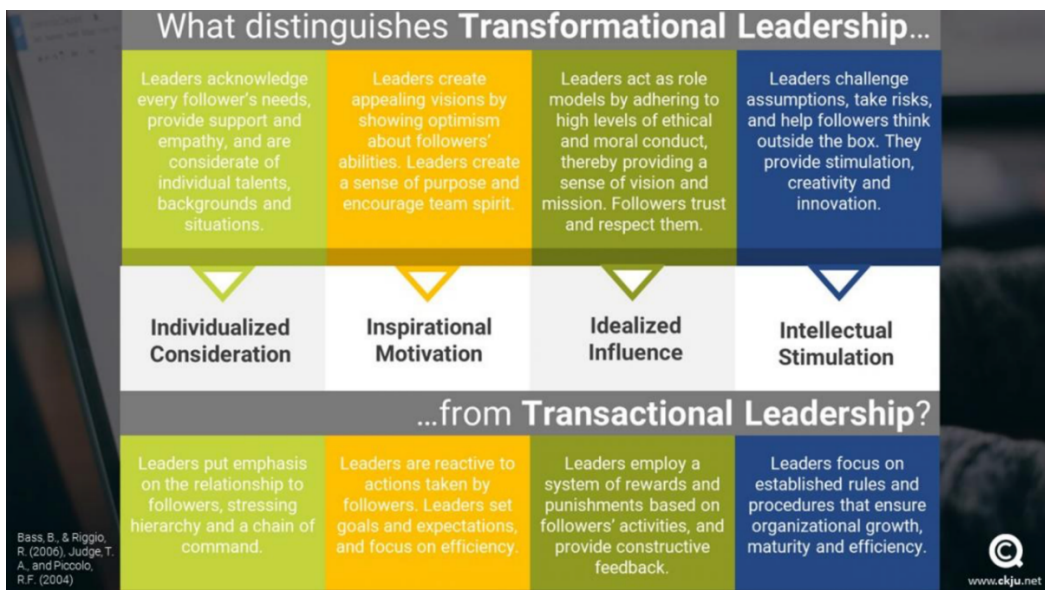 What distinguishes Transformational Leadership...
Leaders acknowledge
every follower's needs,
provide support and
empathy, and are
considerate of
individual talents,
backgrounds and
situations.
Leaders create
appealing visions by
showing optimism
about followers'
abilities. Leaders create
a sense of purpose and
encourage team spirit.
Leaders act as role
models by adhering to
high levels of ethical
and moral conduct,
thereby providing a
sense of vision and
mission. Followers trust
and respect them.
Leaders challenge
assumptions, take risks,
and help followers think
outside the box. They
provide stimulation,
creativity and
innovation.
Individualized
Consideration
Inspirational
Motivation
Idealized
Influence
Intellectual
Stimulation
...from Transactional Leadership?
Leaders put emphasis
on the relationship to
followers, stressing
hierarchy and a chain of
command.
Leaders are reactive to
actions taken by
followers. Leaders set
goals and expectations,
and focus on efficiency.
Leaders employ a
system of rewards and
punishments based on
followers' activities, and
provide constructive
feedback.
Leaders focus on
established rules and
procedures that ensure
organizational growth,
maturity and efficiency.
Bass, B., & Riggio,
R. (2006), Judge, T.
A., and Piccolo,
R.F. (2004)
www.ckju.net